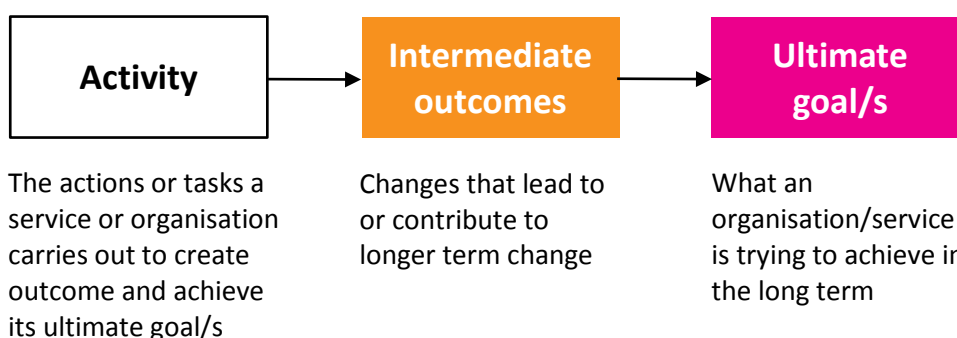 Activity
Intermediate
outcomes
Ultimate
goal/s
The actions or tasks a
service or organisation
carries out to create
outcome and achieve
its ultimate goal/s
Changes that lead to
or contribute to
longer term change
What an
organisation/service
is trying to achieve in
the long term